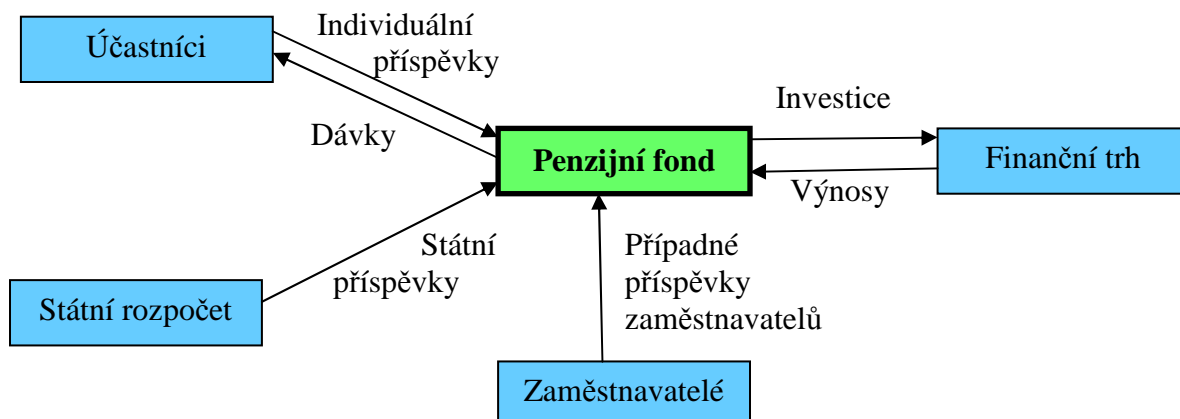 Účastníci
Individuální
příspěvky
Dávky
Investice
Penzijní fond
Finanční trh
Výnosy
Státní
příspěvky
Případné
příspěvky
zaměstnavatelů
Státní rozpočet
Zaměstnavatelé